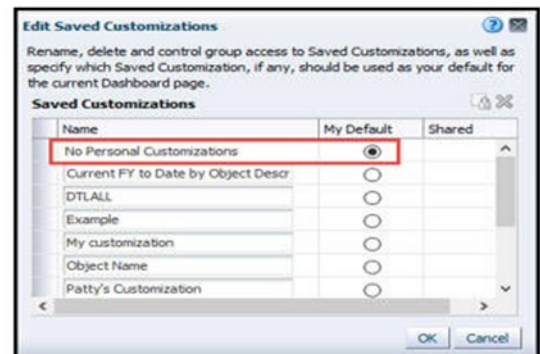 Edit Saved Customizations
Rename, delete and control group access to Saved Customizations, as well as
specify which Saved Customization, if any, should be used as your default for
the current Dashboard page.
Saved Customizations
Name My Default Shared
No Personal Customizations
Current FY to Date by Object Descr
DTLALL
Example
My customization
Object Name
Patty's Customization
OK Cancel